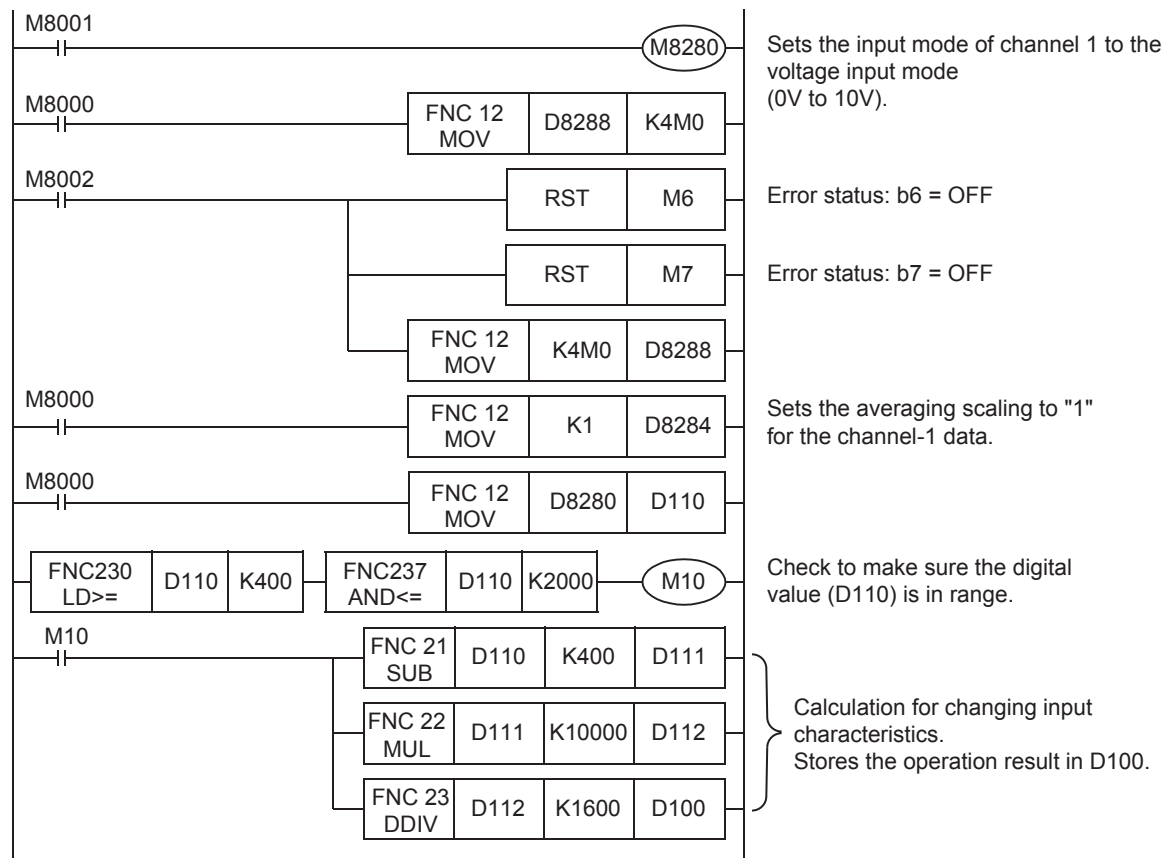 M8001
M8280
Sets the input mode of channel 1 to the
voltage input mode
(0V to 10V).
M8000
FNC 12
MOV
D8288
K4M0
M8002
RST
M6
Error status: b6 = OFF
RST
M7
Error status: b7 = OFF
FNC 12
MOV
K4M0
D8288
M8000
FNC 12
MOV
K1
D8284
Sets the averaging scaling to "1"
for the channel-1 data.
M8000
FNC 12
MOV
D8280
D110
FNC230
LD>=
D110
K400
FNC237
AND<=
D110
K2000
M10
Check to make sure the digital
value (D110) is in range.
M10
FNC 21
SUB
D110
K400
D111
FNC 22
MUL
D111
K10000
D112
FNC 23
DDIV
D112
K1600
D100
Calculation for changing input
characteristics.
Stores the operation result in D100.